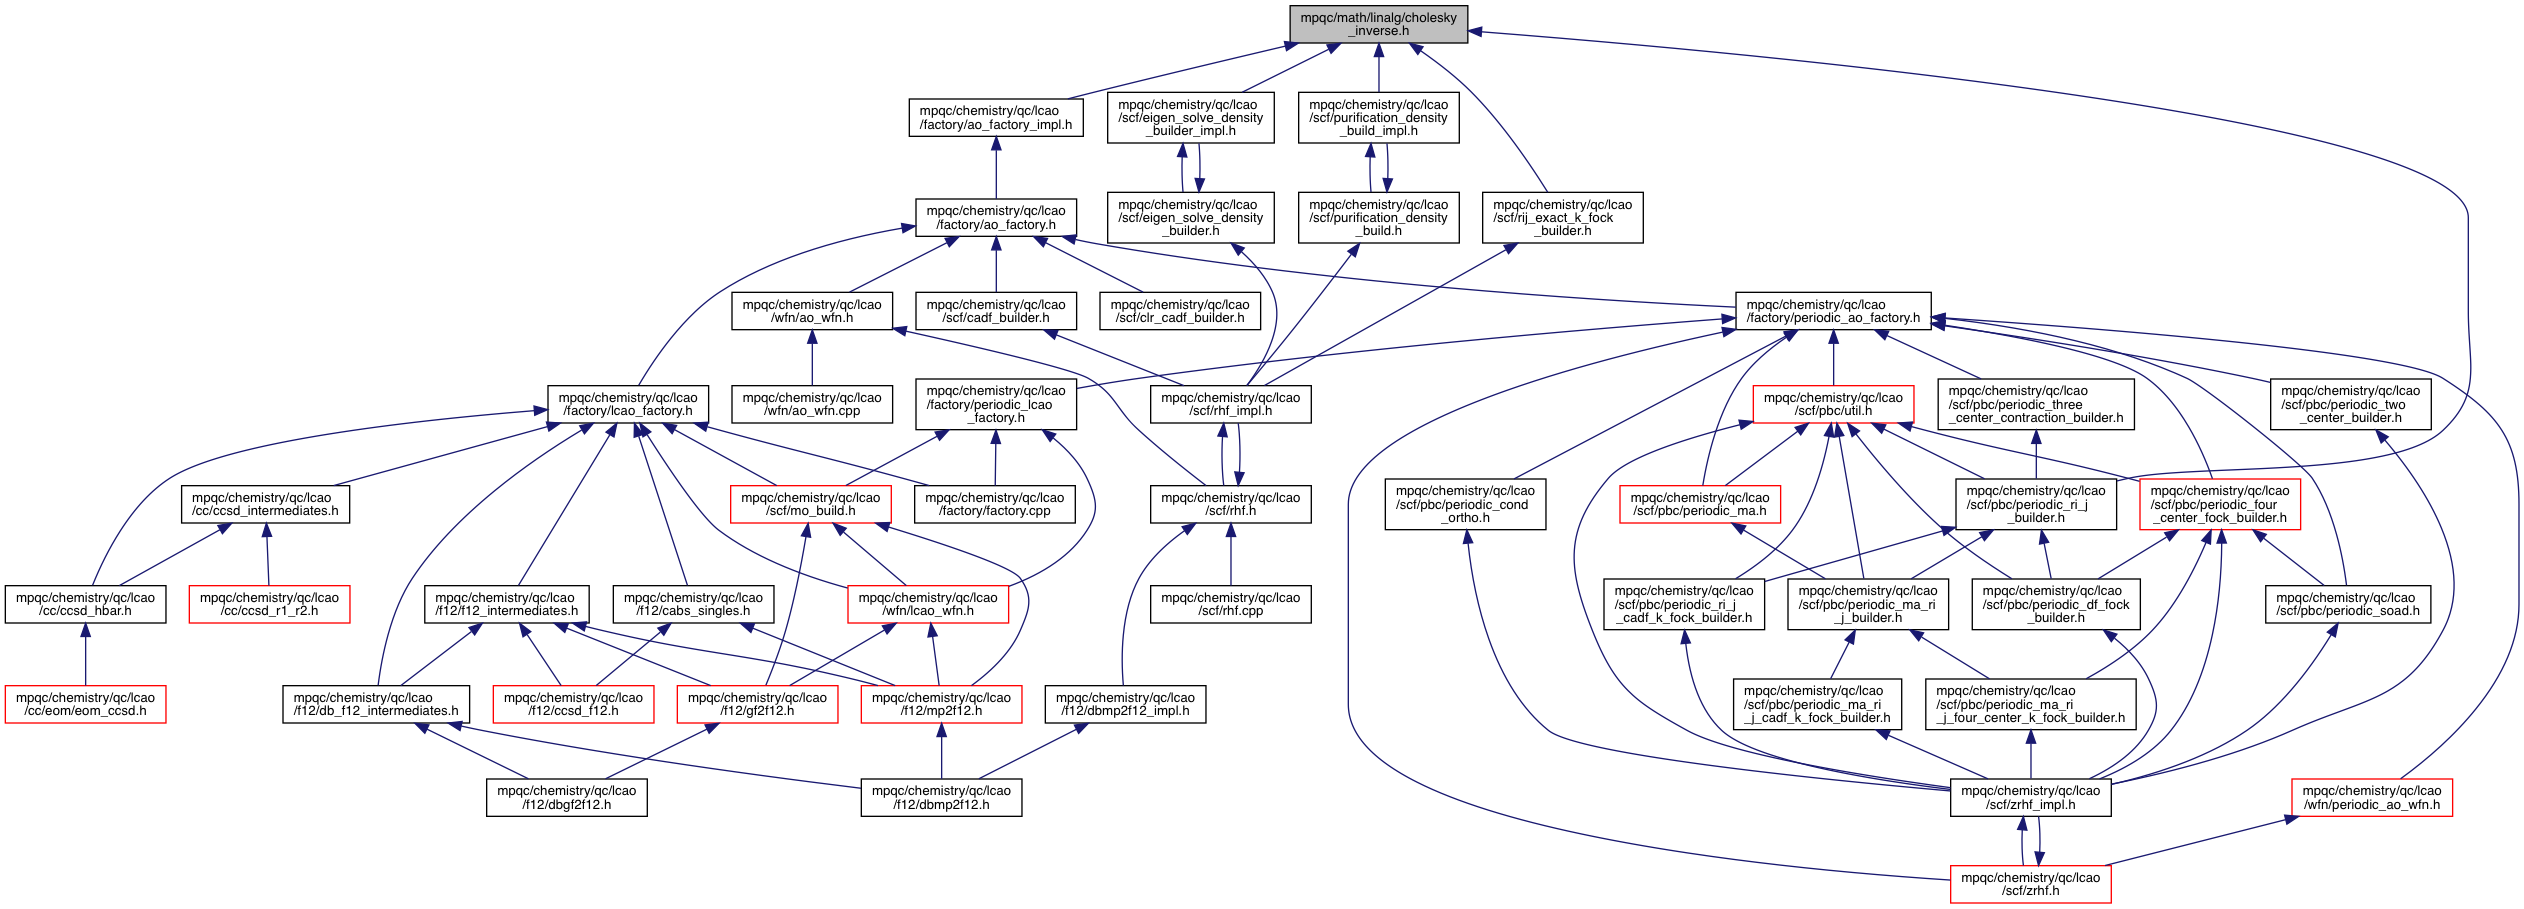 mpqc/math/linalg/cholesky
_inverse.h
mpqc/chemistry/qc/lcao
/factory/ao_factory_impl.h
mpqc/chemistry/qc/lcao
/scf/eigen_solve_density
_builder_impl.h
mpqc/chemistry/qc/lcao
/scf/purification_density
_build_impl.h
mpqc/chemistry/qc/lcao
/factory/ao_factory.h
mpqc/chemistry/qc/lcao
/scf/eigen_solve_density
_builder.h
mpqc/chemistry/qc/lcao
/scf/purification_density
_build.h
mpqc/chemistry/qc/lcao
/scf/rij_exact_k_fock
_builder.h
mpqc/chemistry/qc/lcao
/wfn/ao_wfn.h
mpqc/chemistry/qc/lcao
/scf/cadf_builder.h
mpqc/chemistry/qc/lcao
/scf/clr_cadf_builder.h
mpqc/chemistry/qc/lcao
/factory/periodic_ao_factory.h
mpqc/chemistry/qc/lcao
/factory/lcao_factory.h
mpqc/chemistry/qc/lcao
/wfn/ao_wfn.cpp
mpqc/chemistry/qc/lcao
/factory/periodic_lcao
_factory.h
mpqc/chemistry/qc/lcao
/scf/rhf_impl.h
mpqc/chemistry/qc/lcao
/scf/pbc/util.h
mpqc/chemistry/qc/lcao
/scf/pbc/periodic_three
_center_contraction_builder.h
mpqc/chemistry/qc/lcao
/scf/pbc/periodic_two
_center_builder.h
mpqc/chemistry/qc/lcao
/cc/ccsd_intermediates.h
mpqc/chemistry/qc/lcao
/scf/mo_build.h
mpqc/chemistry/qc/lcao
/factory/factory.cpp
mpqc/chemistry/qc/lcao
/scf/rhf.h
mpqc/chemistry/qc/lcao
/scf/pbc/periodic_cond
_ortho.h
mpqc/chemistry/qc/lcao
/scf/pbc/periodic_ma.h
mpqc/chemistry/qc/lcao
/scf/pbc/periodic_ri_j
_builder.h
mpqc/chemistry/qc/lcao
/scf/pbc/periodic_four
_center_fock_builder.h
mpqc/chemistry/qc/lcao
/cc/ccsd_hbar.h
mpqc/chemistry/qc/lcao
/cc/ccsd_r1_r2.h
mpqc/chemistry/qc/lcao
/f12/f12_intermediates.h
mpqc/chemistry/qc/lcao
/f12/cabs_singles.h
mpqc/chemistry/qc/lcao
/wfn/lcao_wfn.h
mpqc/chemistry/qc/lcao
/scf/rhf.cpp
mpqc/chemistry/qc/lcao
/scf/pbc/periodic_ri_j
_cadf_k_fock_builder.h
mpqc/chemistry/qc/lcao
/scf/pbc/periodic_ma_ri
_j_builder.h
mpqc/chemistry/qc/lcao
/scf/pbc/periodic_df_fock
_builder.h
mpqc/chemistry/qc/lcao
/scf/pbc/periodic_soad.h
mpqc/chemistry/qc/lcao
/cc/eom/eom_ccsd.h
mpqc/chemistry/qc/lcao
/f12/db_f12_intermediates.h
mpqc/chemistry/qc/lcao
/f12/ccsd_f12.h
mpqc/chemistry/qc/lcao
/f12/gf2f12.h
mpqc/chemistry/qc/lcao
/f12/mp2f12.h
mpqc/chemistry/qc/lcao
/f12/dbmp2f12_impl.h
mpqc/chemistry/qc/lcao
/scf/pbc/periodic_ma_ri
_j_cadf_k_fock_builder.h
mpqc/chemistry/qc/lcao
/scf/pbc/periodic_ma_ri
_j_four_center_k_fock_builder.h
mpqc/chemistry/qc/lcao
/f12/dbgf2f12.h
mpqc/chemistry/qc/lcao
/f12/dbmp2f12.h
mpqc/chemistry/qc/lcao
/scf/zrhf_impl.h
mpqc/chemistry/qc/lcao
/wfn/periodic_ao_wfn.h
mpqc/chemistry/qc/lcao
/scf/zrhf.h